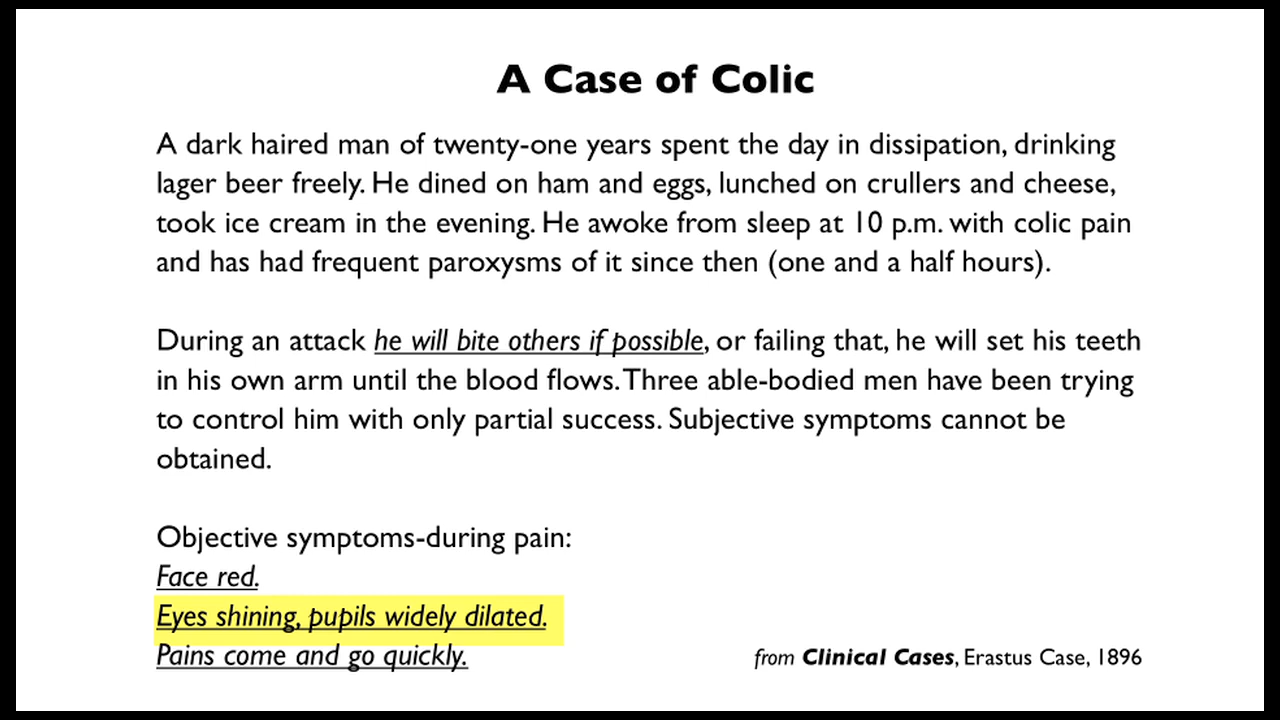 A Case of Colic
A dark haired man of twenty-one years spent the day in dissipation, drinking
lager beer freely. He dined on ham and eggs, lunched on crullers and cheese,
took ice cream in the evening. He awoke from sleep at 10 p.m. with colic pain
and has had frequent paroxysms of it since then (one and a half hours).
During an attack he will bite others if possible, or failing that, he will set his teeth
in his own arm until the blood flows. Three able-bodied men have been trying
to control him with only partial success. Subjective symptoms cannot be
obtained.
Objective symptoms-during pain:
Face red.
Eyes shining, pupils widely dilated.
Pains come and go quickly.
from Clinical Cases, Erastus Case, 1896